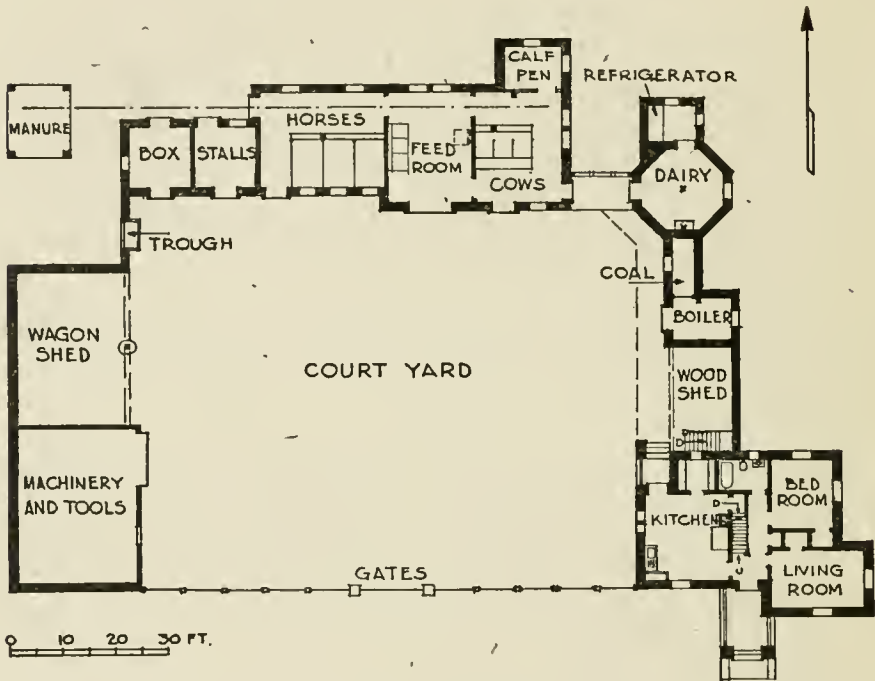 CALF
PEN
REFRIGERATOR
MANURE
HORSES
BOX
STALLS
FEED
ROOM
COWS
DAIRY
TROUGH
COAL
BOILER
WAGON
SHED
COURT YARD
WOOD
SHED
D
MACHINERY
AND TOOLS
BED
ROOM
D
KITCHEN
U
GATES
LIVING
ROOM
0 10 20 30 FT.